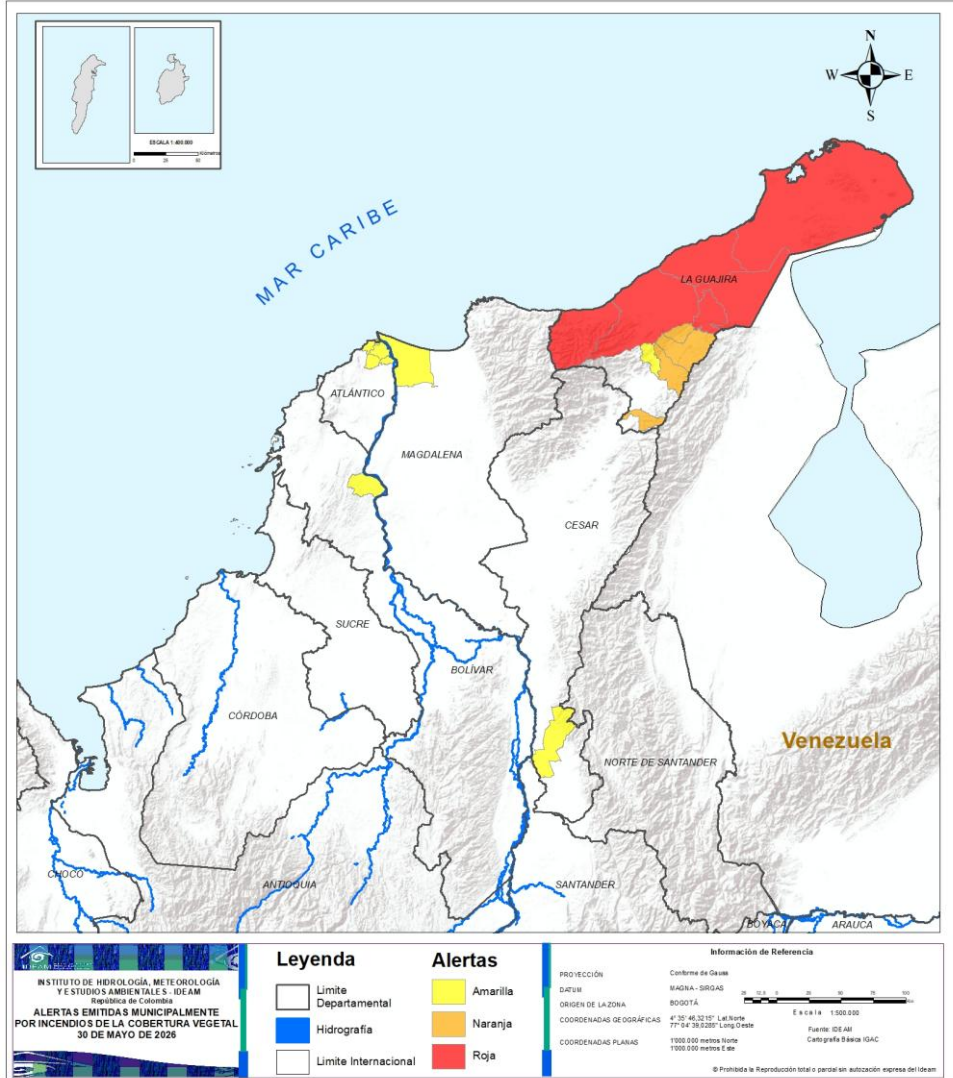 N
W
E
S
ESCALA 1:400.000
MAR CARIBE
LA GUAJIRA
ATLÁNTICO
MAGDALENA
CESAR
SUCRE
BOLÍVAR
CÓRDOBA
Venezuela
NORTE DE SANTANDER
CHOCÓ
ANTIOQUIA
SANTANDER
BOYACÁ
ARAUCA
IDEAM
INSTITUTO DE HIDROLOGÍA, METEOROLOGÍA
Y ESTUDIOS AMBIENTALES - IDEAM
República de Colombia
ALERTAS EMITIDAS MUNICIPALMENTE
POR INCENDIOS DE LA COBERTURA VEGETAL
30 DE MAYO DE 2026
Leyenda
Limite
Departamental
Hidrografía
Limite Internacional
Alertas
Amarilla
Naranja
Roja
Información de Referencia
PROYECCIÓN Conforme de Gauss
DATUM MAGNA - SIRGAS
ORIGEN DE LA ZONA BOGOTÁ
COORDENADAS GEOGRÁFICAS 4° 35' 46,3215" Lat.Norte
77° 04' 39,0285" Long.Oeste
COORDENADAS PLANAS 1'000.000 metros Norte
1'000.000 metros Este
Escala 1:500.000
Fuente: IDEAM
Cartografía Básica IGAC
© Prohibida la Reproducción total o parcial sin autozación expresa del Ideam